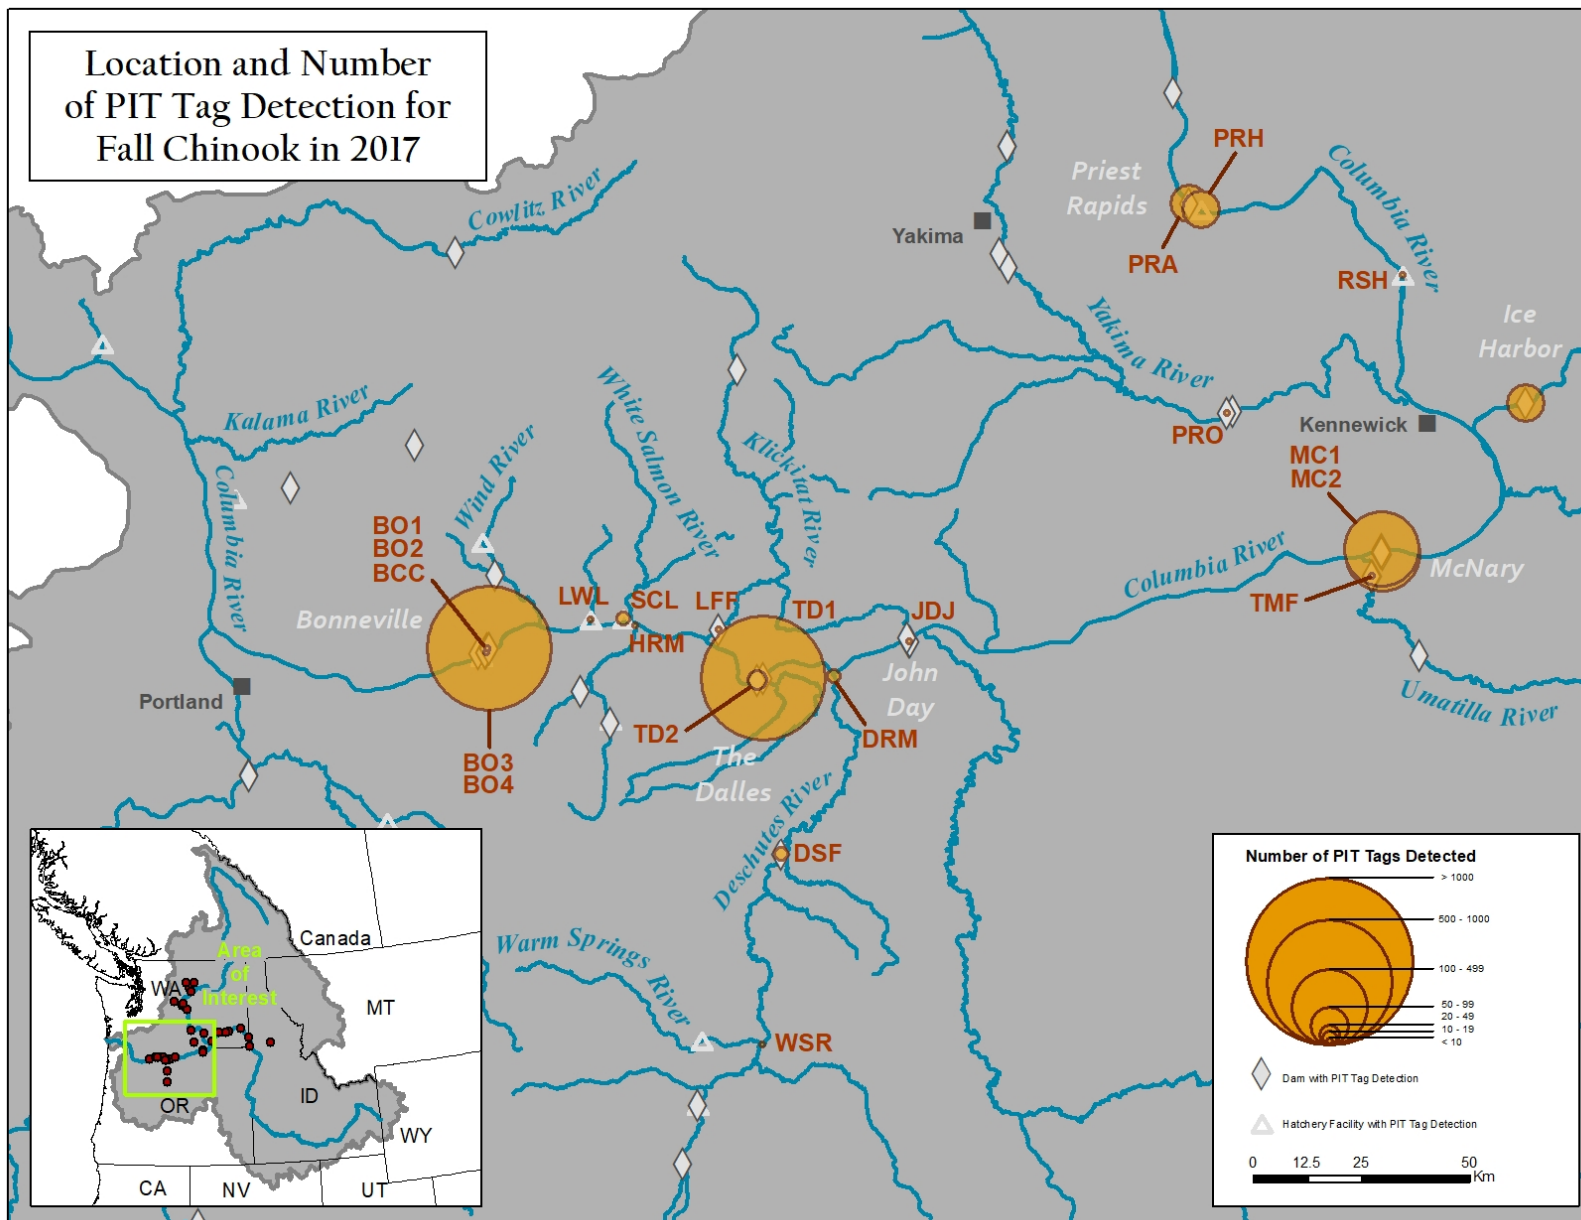 Location and Number
of PIT Tag Detection for
Fall Chinook in 2017
Cowlitz River
Priest
Rapids
PRH
Columbia River
Yakima
PRA
RSH
Ice
Harbor
Yakima River
Kalama River
White Salmon River
Klickitat River
PRO
Kennewick
MC1
MC2
Columbia River
Wind River
BO1
BO2
BCC
Bonneville
LWL
SCL
LFF
TD1
JDJ
HRM
Columbia River
McNary
TMF
Portland
TD2
John
Day
DRM
The
Dalles
BO3
BO4
Umatilla River
Deschutes River
DSF
Warm Springs
River
WSR
Canada
Area
of
Interest
WA
MT
OR
ID
WY
CA
NV
UT
Number of PIT Tags Detected
> 1000
500 - 1000
100 - 499
50 - 99
20 - 49
10 - 19
< 10
Dam with PIT Tag Detection
Hatchery Facility with PIT Tag Detection
0 12.5 25 50
Km